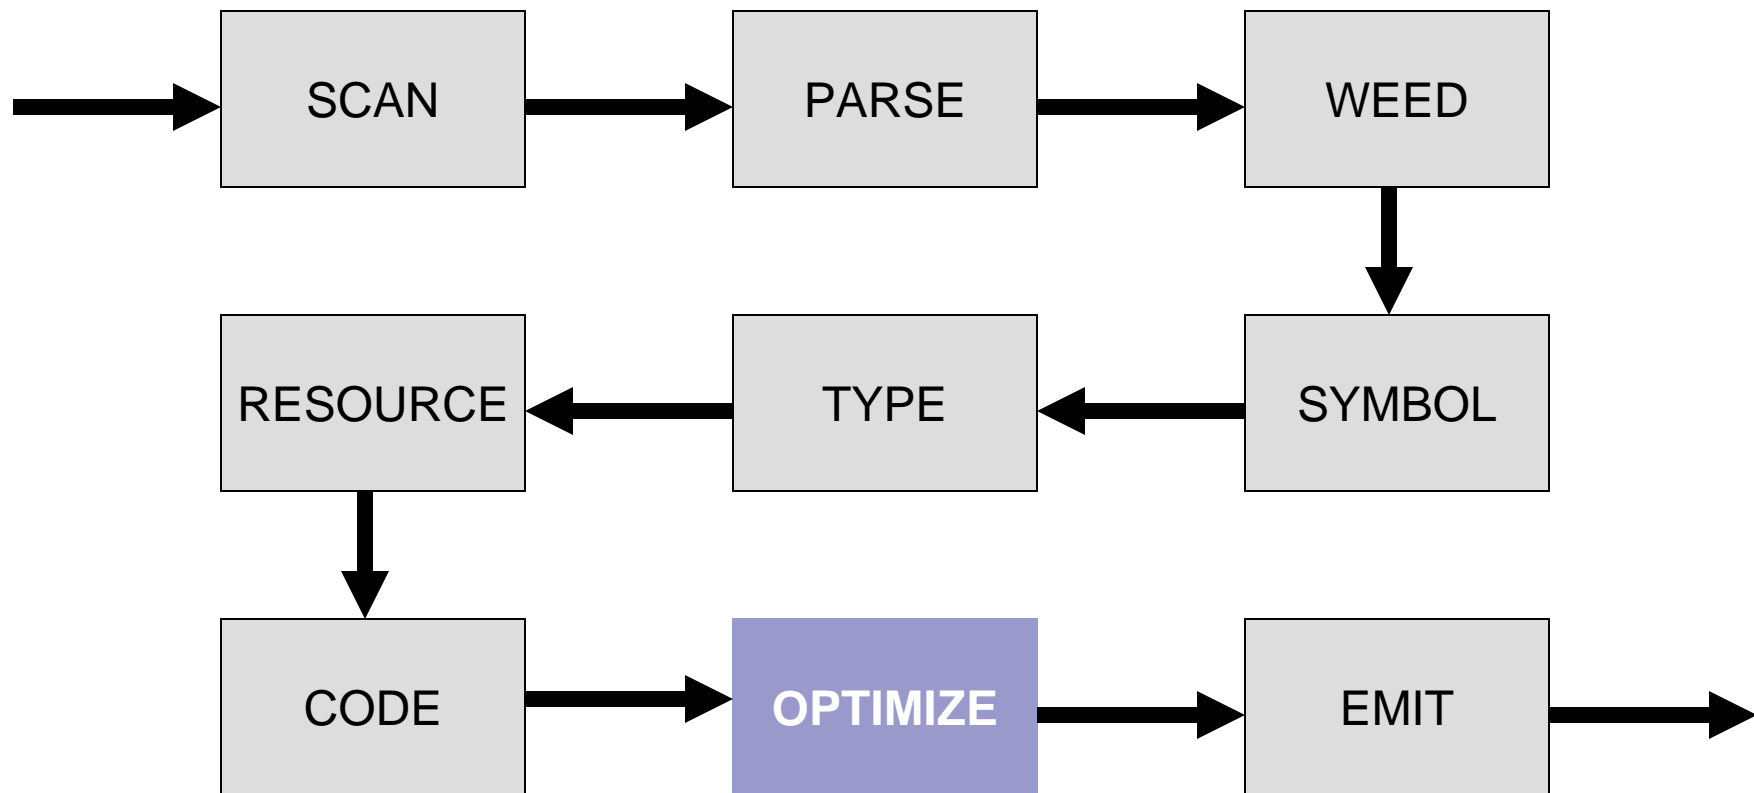 SCAN
PARSE
WEED
RESOURCE
TYPE
SYMBOL
CODE
OPTIMIZE
EMIT